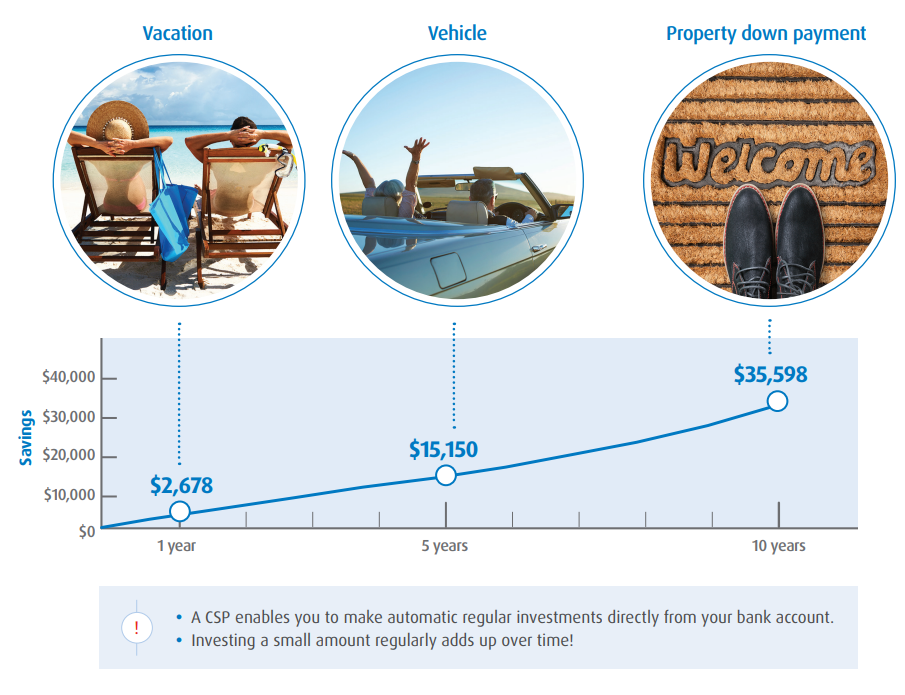 Vacation
Vehicle
Property down payment
Welcome
$40,000
$30,000
$20,000
$10,000
$0
Savings
$2,678
$15,150
$35,598
1 year
5 years
10 years
!
• A CSP enables you to make automatic regular investments directly from your bank account.
• Investing a small amount regularly adds up over time!